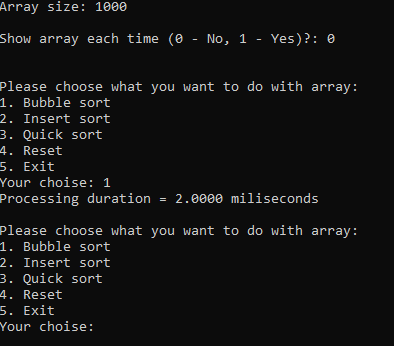 Array size: 1000
Show array each time (0 - No, 1 - Yes)?: 0
Please choose what you want to do with array:
1. Bubble sort
2. Insert sort
3. Quick sort
4. Reset
5. Exit
Your choise: 1
Processing duration = 2.0000 miliseconds
Please choose what you want to do with array:
1. Bubble sort
2. Insert sort
3. Quick sort
4. Reset
5. Exit
Your choise: